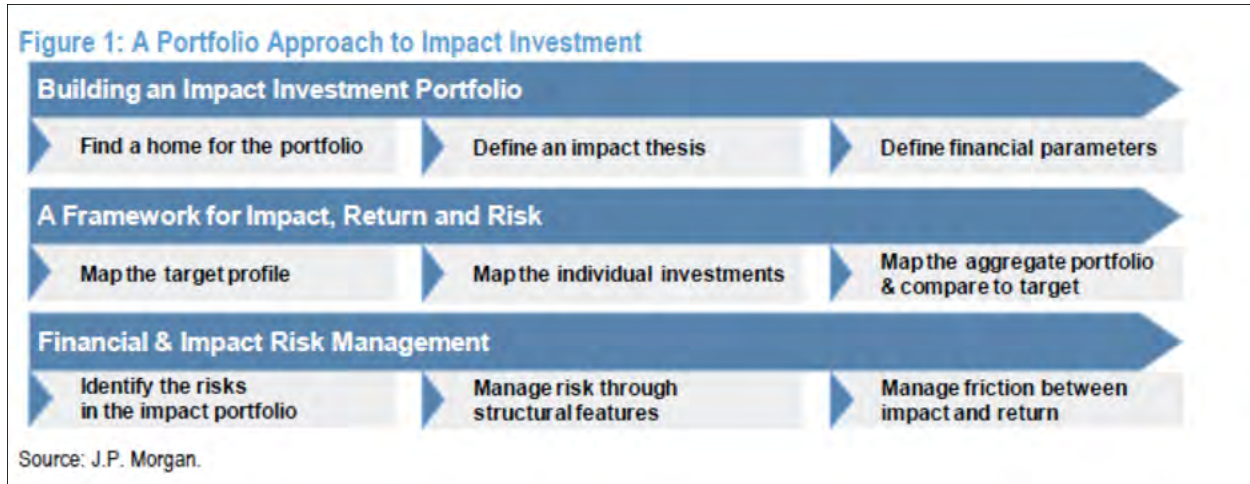 Figure 1: A Portfolio Approach to Impact Investment
Building an Impact Investment Portfolio
Find a home for the portfolio
Define an impact thesis
Define financial parameters
A Framework for Impact, Return and Risk
Map the target profile
Map the individual investments
Map the aggregate portfolio
& compare to target
Financial & Impact Risk Management
Identify the risks
in the impact portfolio
Manage risk through
structural features
Manage friction between
impact and return
Source: J.P. Morgan.